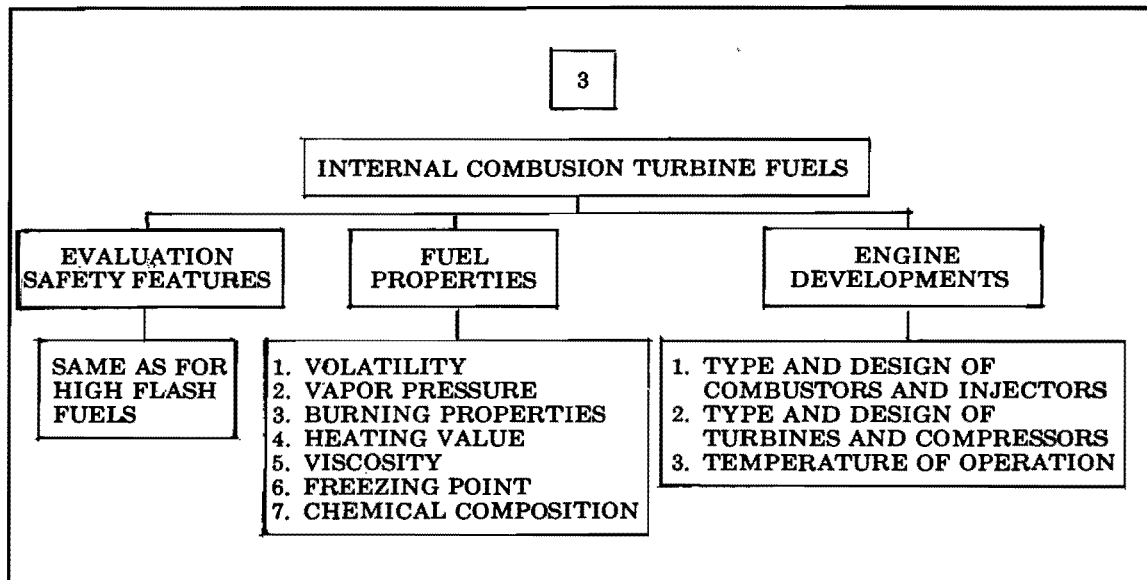 3
INTERNAL COMBUSION TURBINE FUELS
EVALUATION
SAFETY FEATURES
FUEL
PROPERTIES
ENGINE
DEVELOPMENTS
SAME AS FOR
HIGH FLASH
FUELS
1. VOLATILITY
2. VAPOR PRESSURE
3. BURNING PROPERTIES
4. HEATING VALUE
5. VISCOSITY
6. FREEZING POINT
7. CHEMICAL COMPOSITION
1. TYPE AND DESIGN OF
COMBUSTORS AND INJECTORS
2. TYPE AND DESIGN OF
TURBINES AND COMPRESSORS
3. TEMPERATURE OF OPERATION